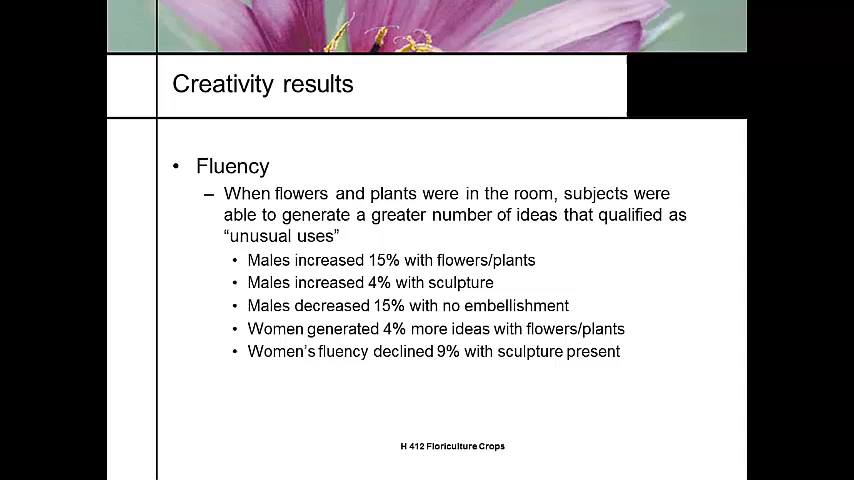 Creativity results
• Fluency
– When flowers and plants were in the room, subjects were
able to generate a greater number of ideas that qualified as
“unusual uses”
• Males increased 15% with flowers/plants
• Males increased 4% with sculpture
• Males decreased 15% with no embellishment
• Women generated 4% more ideas with flowers/plants
• Women’s fluency declined 9% with sculpture present
H 412 Floriculture Crops